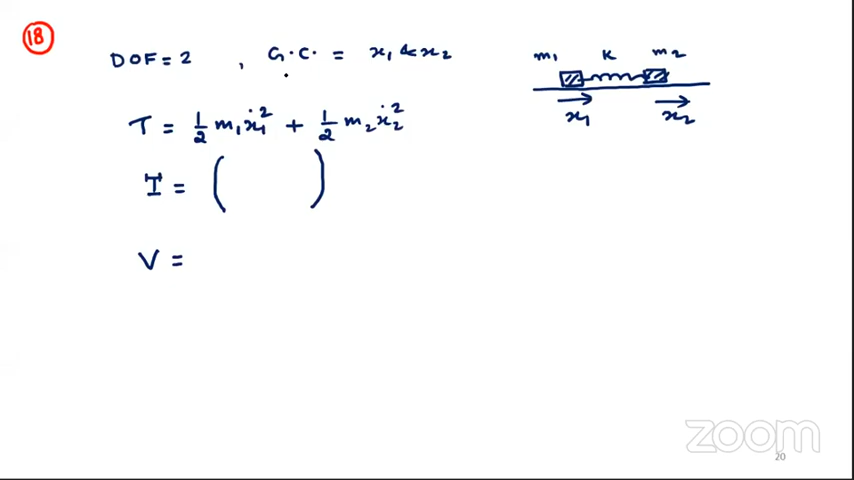 18
DOF = 2 , G.C. = x₁ & x₂
m₁ K m₂
x₁ x₂
T = 1/2 m₁ẋ₁² + 1/2 m₂ẋ₂²
T = ( )
V =
zoom
20